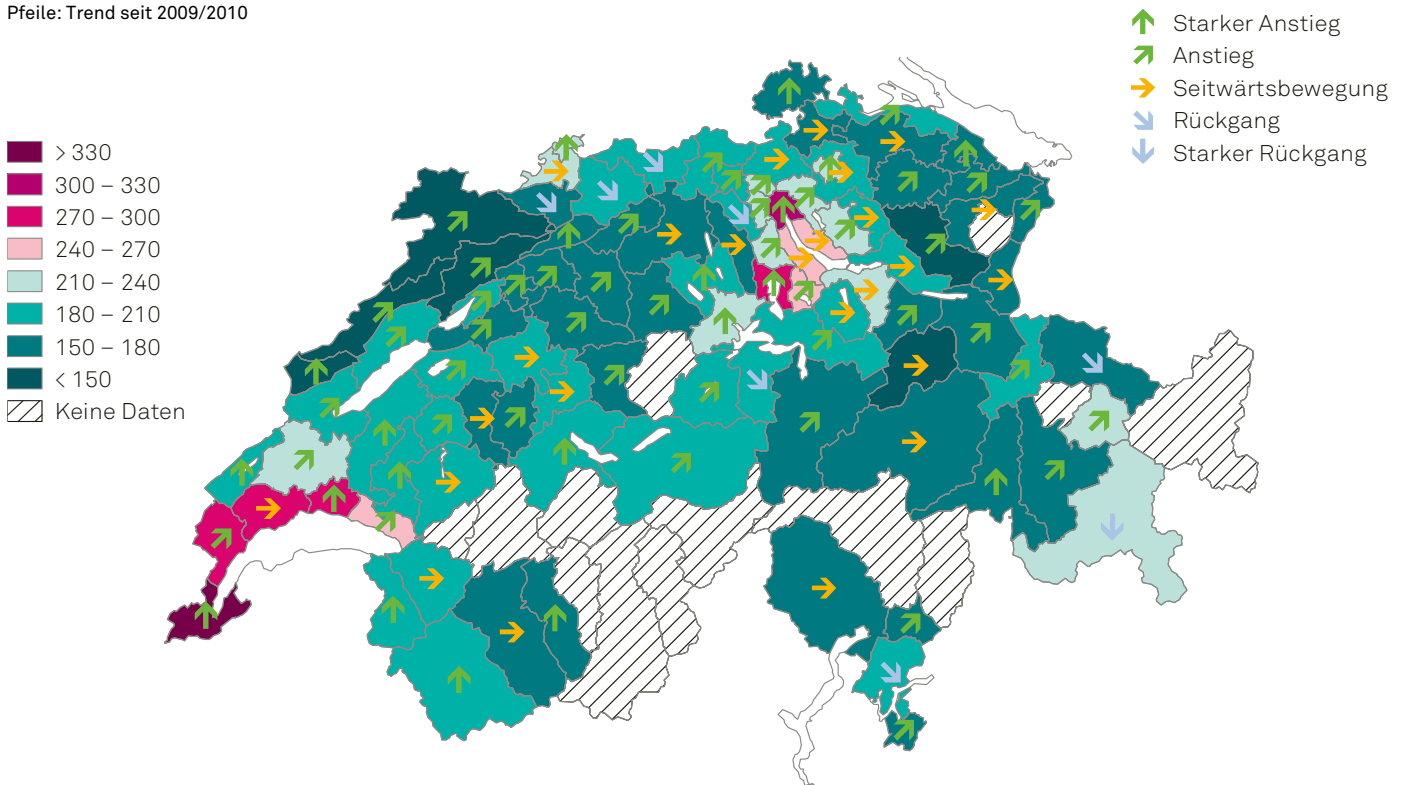 Pfeile: Trend seit 2009/2010
Starker Anstieg
Anstieg
Seitwärtsbewegung
Rückgang
Starker Rückgang
> 330
300 – 330
270 – 300
240 – 270
210 – 240
180 – 210
150 – 180
< 150
Keine Daten